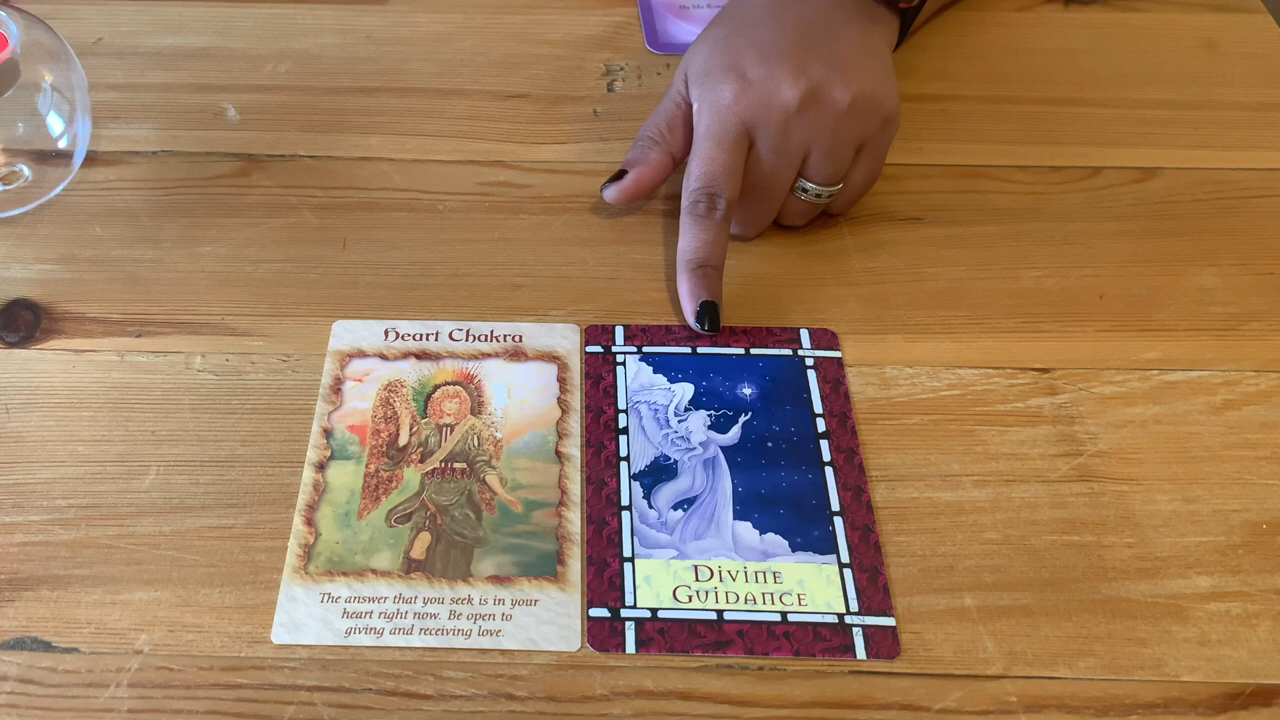 Heart Chakra
The answer that you seek is in your
heart right now. Be open to
giving and receiving love.
Divine
Guidance